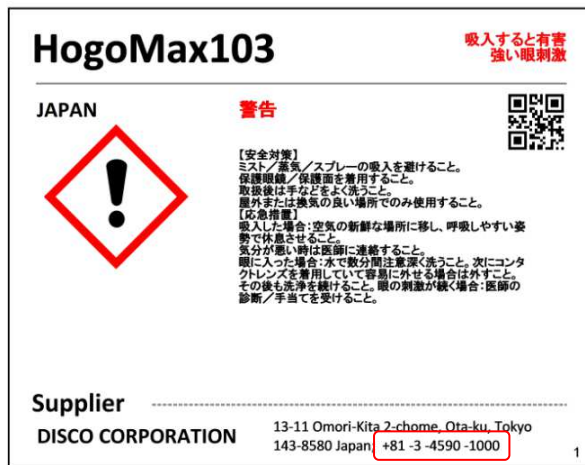 HogoMax103
吸入すると有害
強い眼刺激
JAPAN
警告
【安全対策】
ミスト／蒸気／スプレーの吸入を避けること。
保護眼鏡／保護面を着用すること。
取扱後は手などをよく洗うこと。
屋外または換気の良い場所でのみ使用すること。
【応急措置】
吸入した場合：空気の新鮮な場所に移し、呼吸しやすい姿
勢で休息させること。
気分が悪い時は医師に連絡すること。
眼に入った場合：水で数分間注意深く洗うこと。次にコンタ
クトレンズを着用していて容易に外せる場合は外すこと。
その後も洗浄を続けること。眼の刺激が続く場合：医師の
診断／手当てを受けること。
Supplier
DISCO CORPORATION
13-11 Omori-Kita 2-chome, Ota-ku, Tokyo
143-8580 Japan, +81 -3 -4590 -1000
1